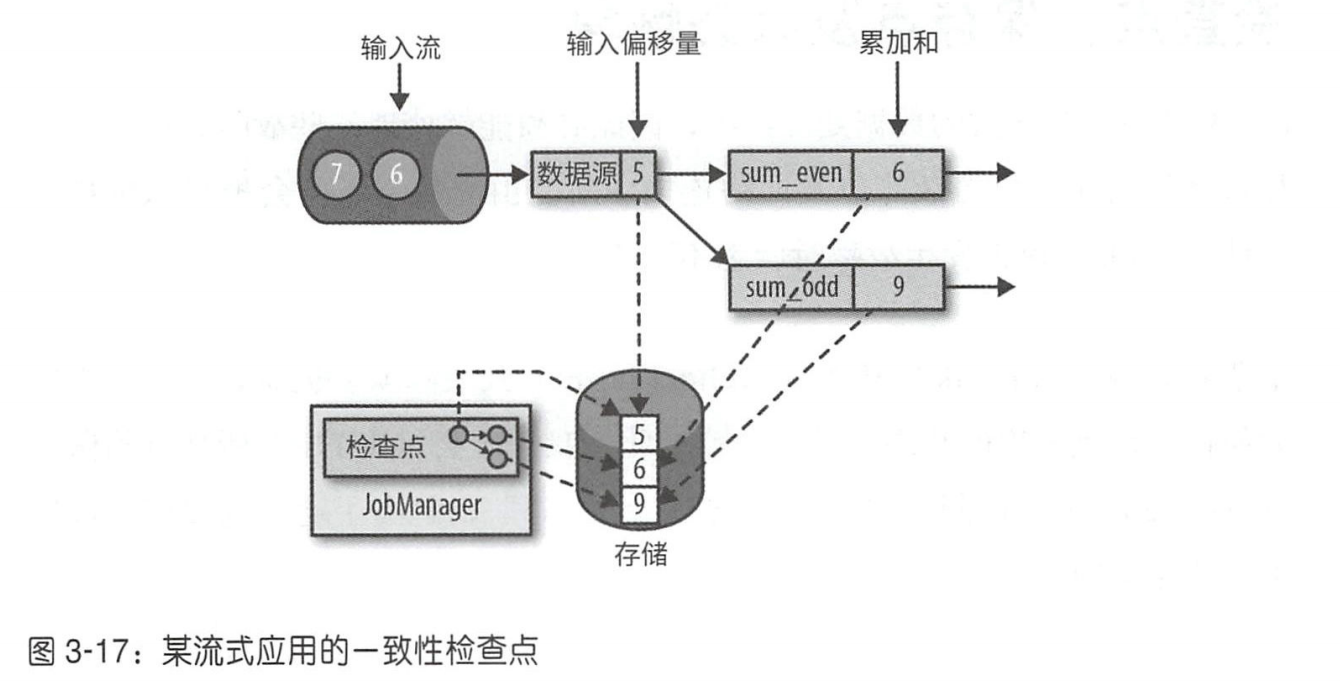 输入流
输入偏移量
累加和
7 6
数据源 5
sum_even 6
sum_odd 9
检查点
JobManager
5
6
9
存储
图 3-17：某流式应用的一致性检查点